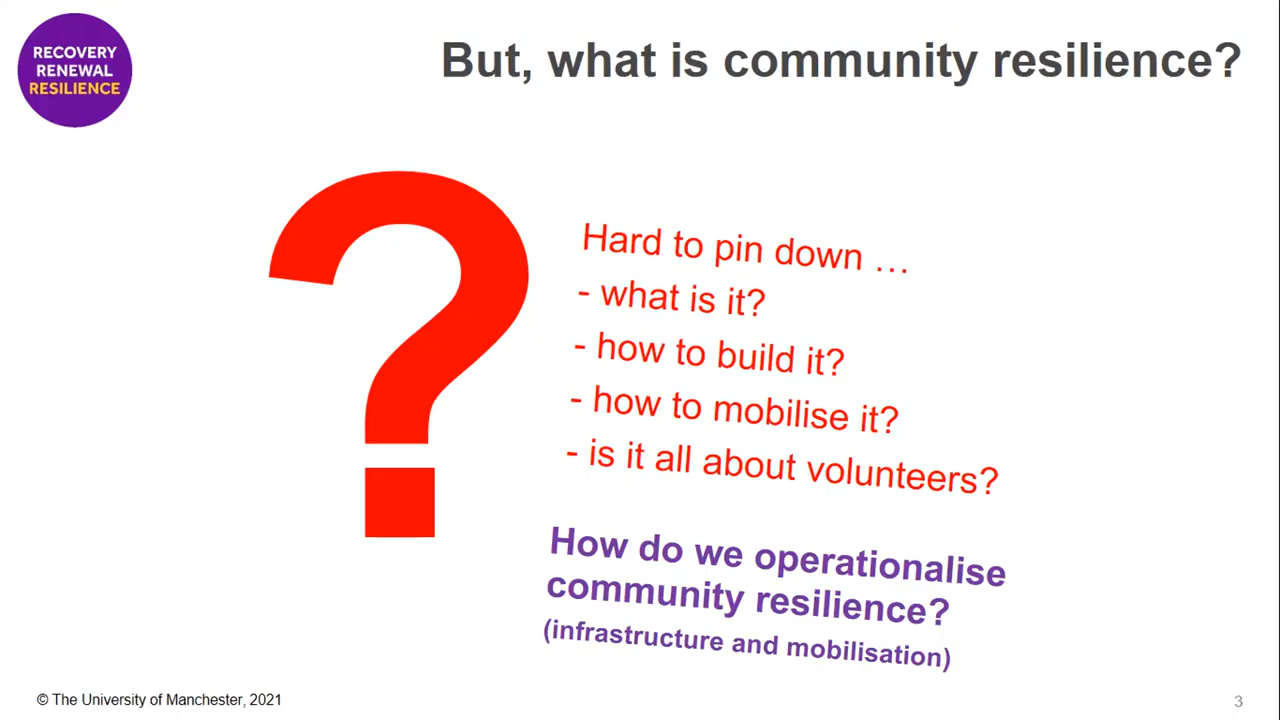 RECOVERY
RENEWAL
RESILIENCE
But, what is community resilience?
?
Hard to pin down …
- what is it?
- how to build it?
- how to mobilise it?
- is it all about volunteers?
How do we operationalise
community resilience?
(infrastructure and mobilisation)
© The University of Manchester, 2021
3